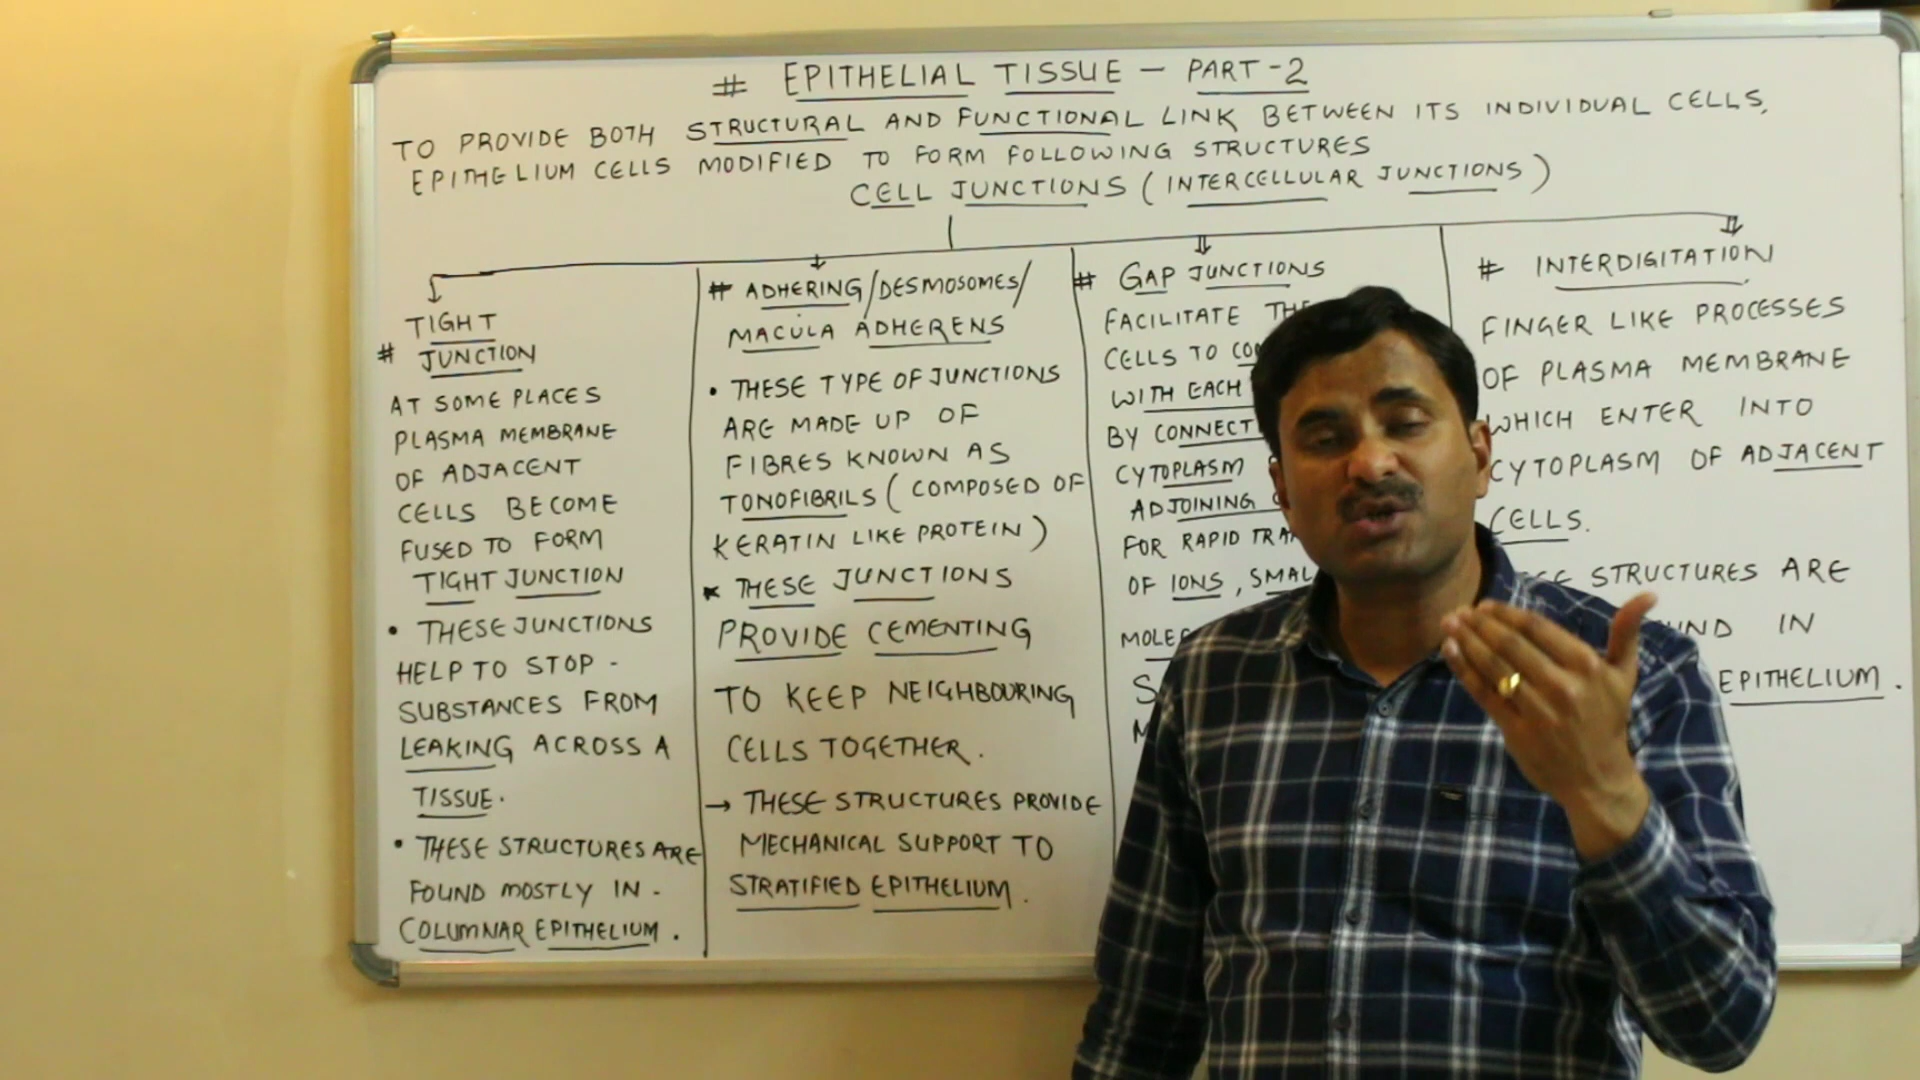 # EPITHELIAL TISSUE - PART-2
TO PROVIDE BOTH STRUCTURAL AND FUNCTIONAL LINK BETWEEN ITS INDIVIDUAL CELLS,
EPITHELIUM CELLS MODIFIED TO FORM FOLLOWING STRUCTURES
CELL JUNCTIONS (INTERCELLULAR JUNCTIONS)
TIGHT
# JUNCTION
AT SOME PLACES
PLASMA MEMBRANE
OF ADJACENT
CELLS BECOME
FUSED TO FORM
TIGHT JUNCTION
• THESE JUNCTIONS
HELP TO STOP -
SUBSTANCES FROM
LEAKING ACROSS A
TISSUE.
• THESE STRUCTURES ARE
FOUND MOSTLY IN -
COLUMNAR EPITHELIUM.
# ADHERING/DESMOSOMES/
MACULA ADHERENS
• THESE TYPE OF JUNCTIONS
ARE MADE UP OF
FIBRES KNOWN AS
TONOFIBRILS (COMPOSED OF
KERATIN LIKE PROTEIN)
* THESE JUNCTIONS
PROVIDE CEMENTING
TO KEEP NEIGHBOURING
CELLS TOGETHER.
→ THESE STRUCTURES PROVIDE
MECHANICAL SUPPORT TO
STRATIFIED EPITHELIUM.
# GAP JUNCTIONS
FACILITATE
CELLS TO
WITH EACH
BY
CYTOPLASM
ADJOINING
FOR RAPID
OF IONS,
# INTERDIGITATION
FINGER LIKE PROCESSES
OF PLASMA MEMBRANE
WHICH ENTER INTO
CYTOPLASM OF ADJACENT
CELLS.
STRUCTURES ARE
IN
EPITHELIUM.